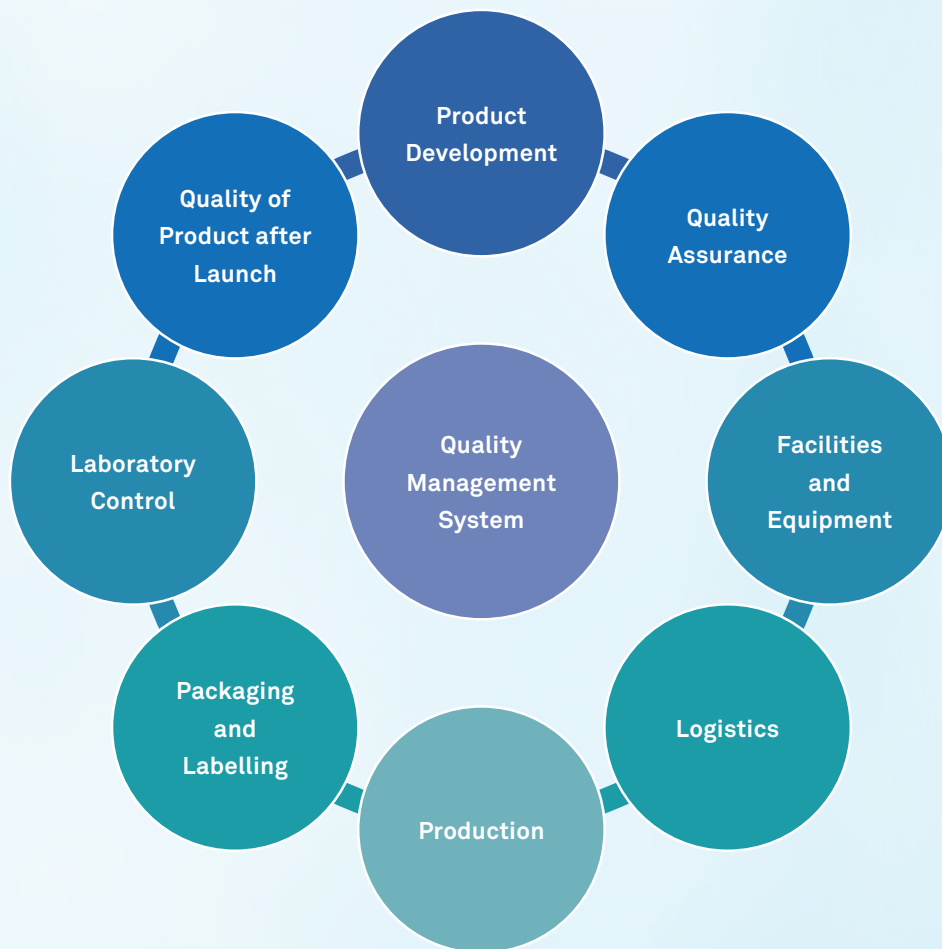 Product
Development
Quality
Assurance
Facilities
and
Equipment
Logistics
Production
Packaging
and
Labelling
Laboratory
Control
Quality of
Product after
Launch
Quality
Management
System